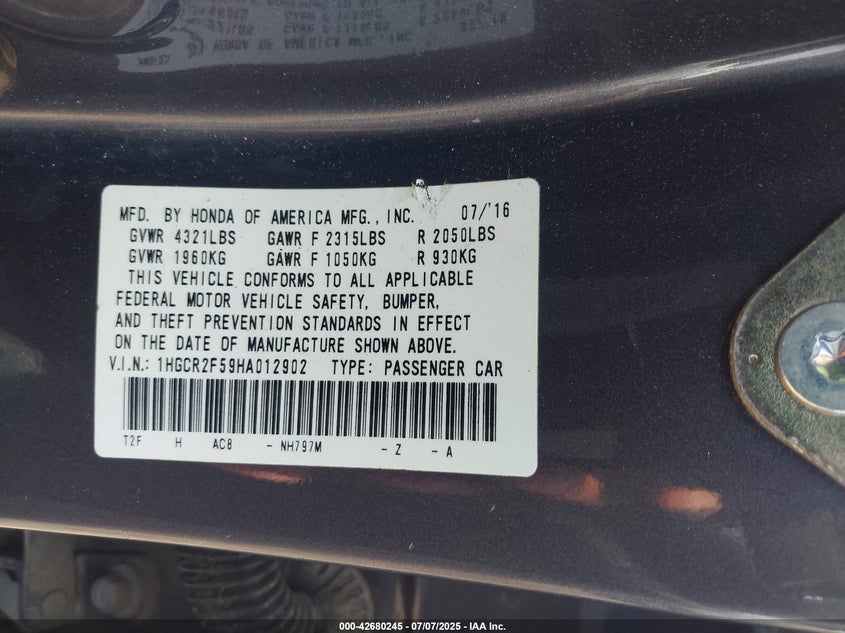 MFD. BY HONDA OF AMERICA MFG., INC. 07/'16
GVWR 4321LBS GAWR F 2315LBS R 2050LBS
GVWR 1960KG GAWR F 1050KG R 930KG
THIS VEHICLE CONFORMS TO ALL APPLICABLE
FEDERAL MOTOR VEHICLE SAFETY, BUMPER,
AND THEFT PREVENTION STANDARDS IN EFFECT
ON THE DATE OF MANUFACTURE SHOWN ABOVE.
V.I.N.: 1HGCR2F59HA012902 TYPE: PASSENGER CAR
T2F H AC8 - NH797M - Z - A
000-42680245 - 07/07/2025 - IAA Inc.